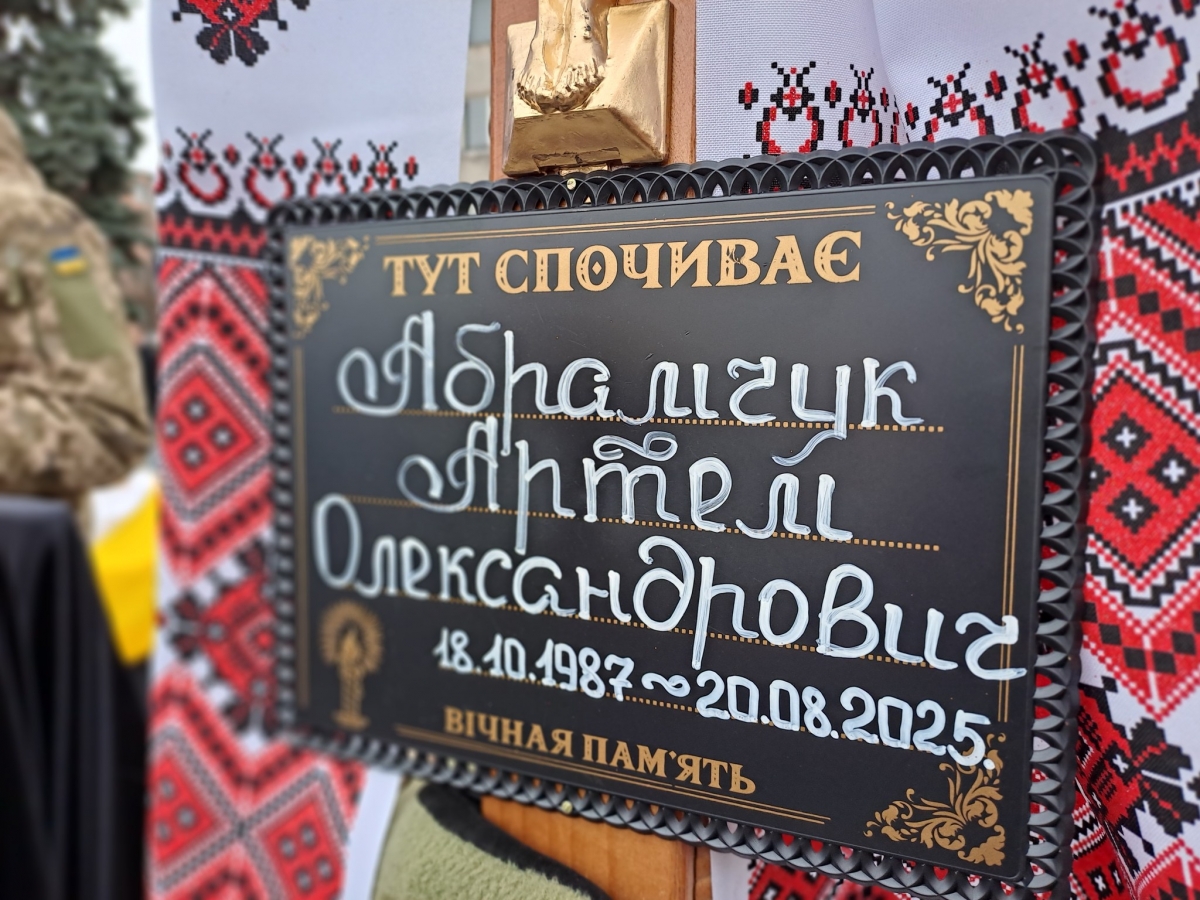 ТУТ СПОЧИВАЄ
Абрамчук
Артем
Олександрович
18.10.1987~20.08.2025.
ВІЧНАЯ ПАМ'ЯТЬ